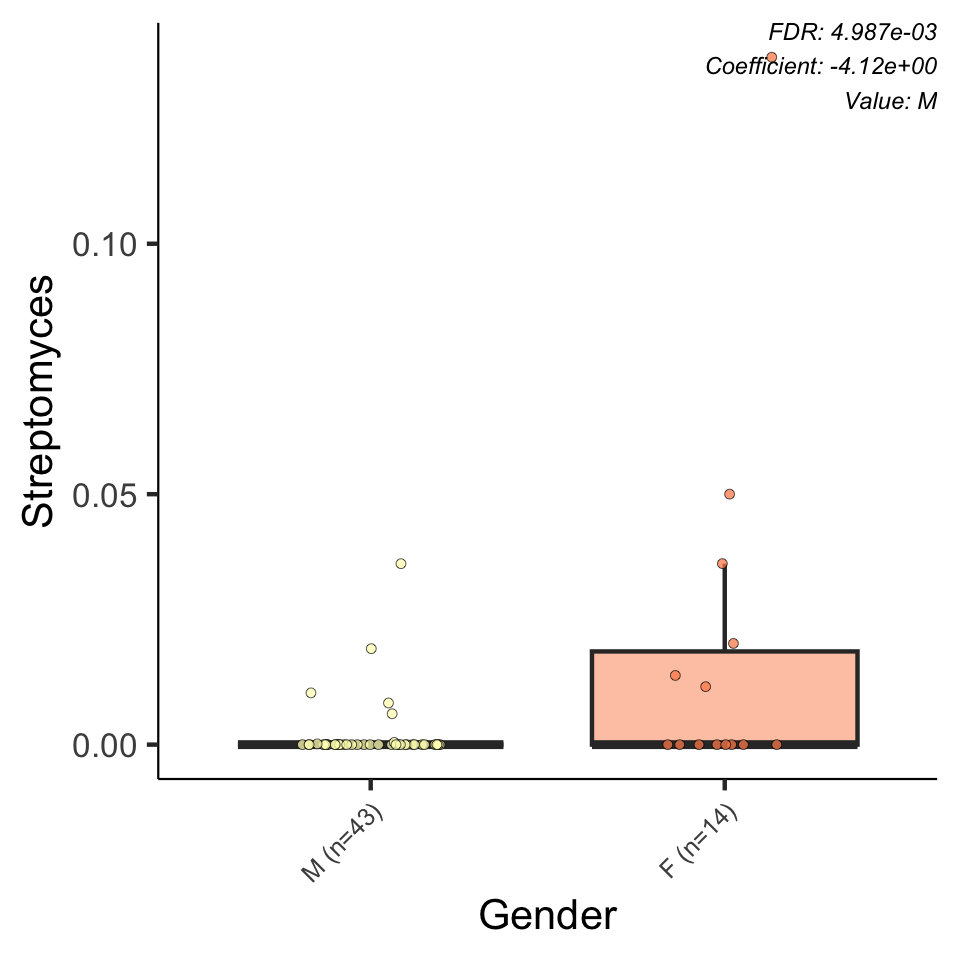 FDR: 4.987e-03
Coefficient: -4.12e+00
Value: M
Streptomyces
0.10
0.05
0.00
M (n=43)
F (n=14)
Gender